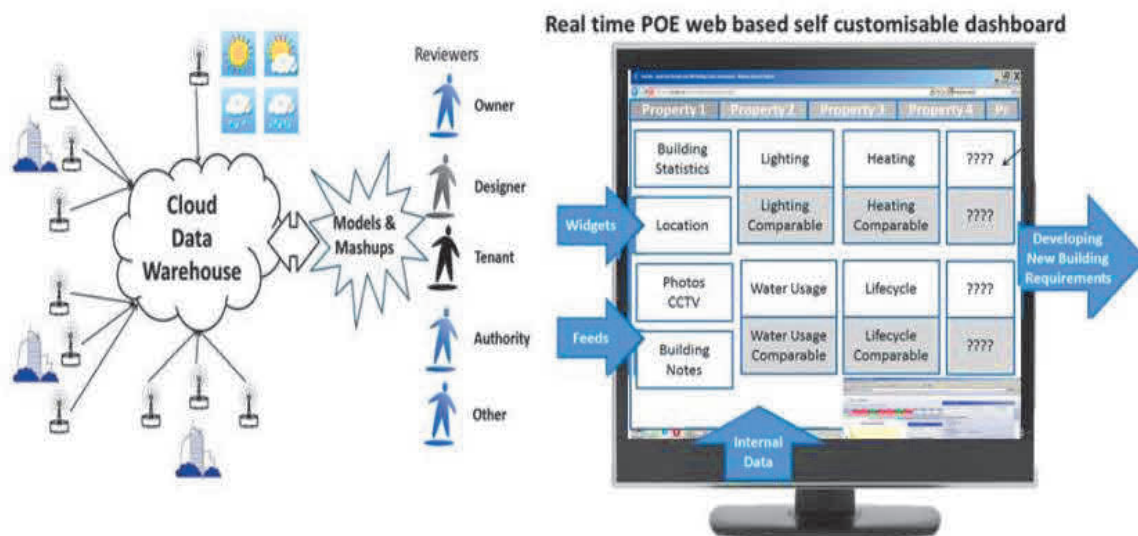 Real time POE web based self customisable dashboard
Reviewers
Owner
Designer
Tenant
Authority
Other
Cloud
Data
Warehouse
Models &
Mashups
Widgets
Feeds
Property 1
Property 2
Property 3
Property 4
Pr
Building
Statistics
Lighting
Heating
????
Location
Lighting
Comparable
Heating
Comparable
????
Photos
CCTV
Water Usage
Lifecycle
????
Building
Notes
Water Usage
Comparable
Lifecycle
Comparable
????
Internal
Data
Developing
New Building
Requirements